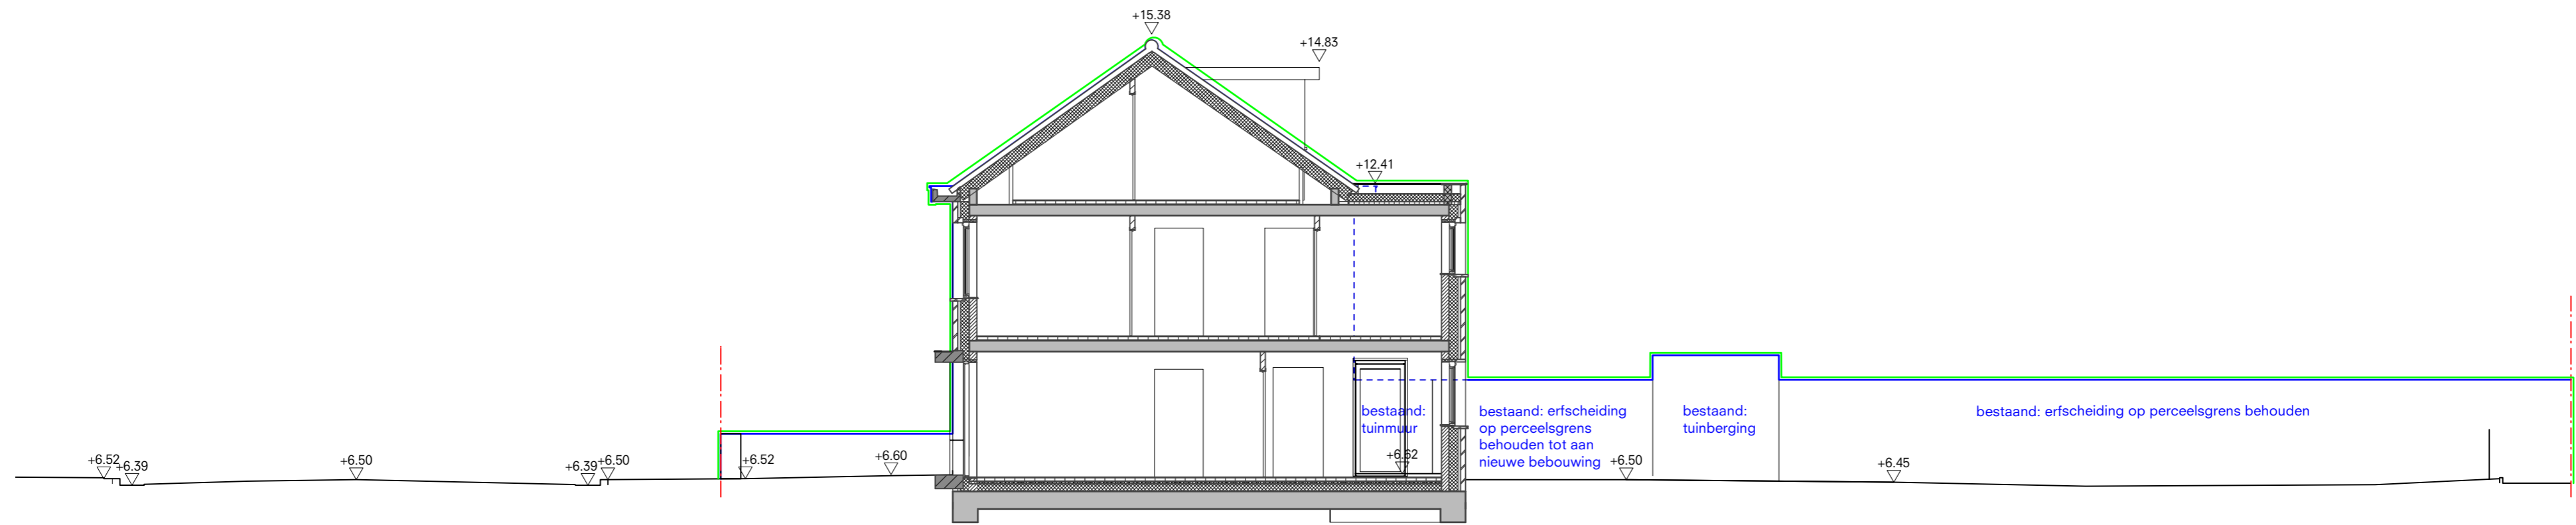 +15.38
+14.83
+12.41
bestaand:
tuinmuur
bestaand: erfscheiding
op perceelsgrens
behouden tot aan
nieuwe bebouwing
bestaand:
tuinberging
bestaand: erfscheiding op perceelsgrens behouden
+6.52
+6.39
+6.50
+6.39
+6.50
+6.52
+6.60
+6.62
+6.50
+6.45